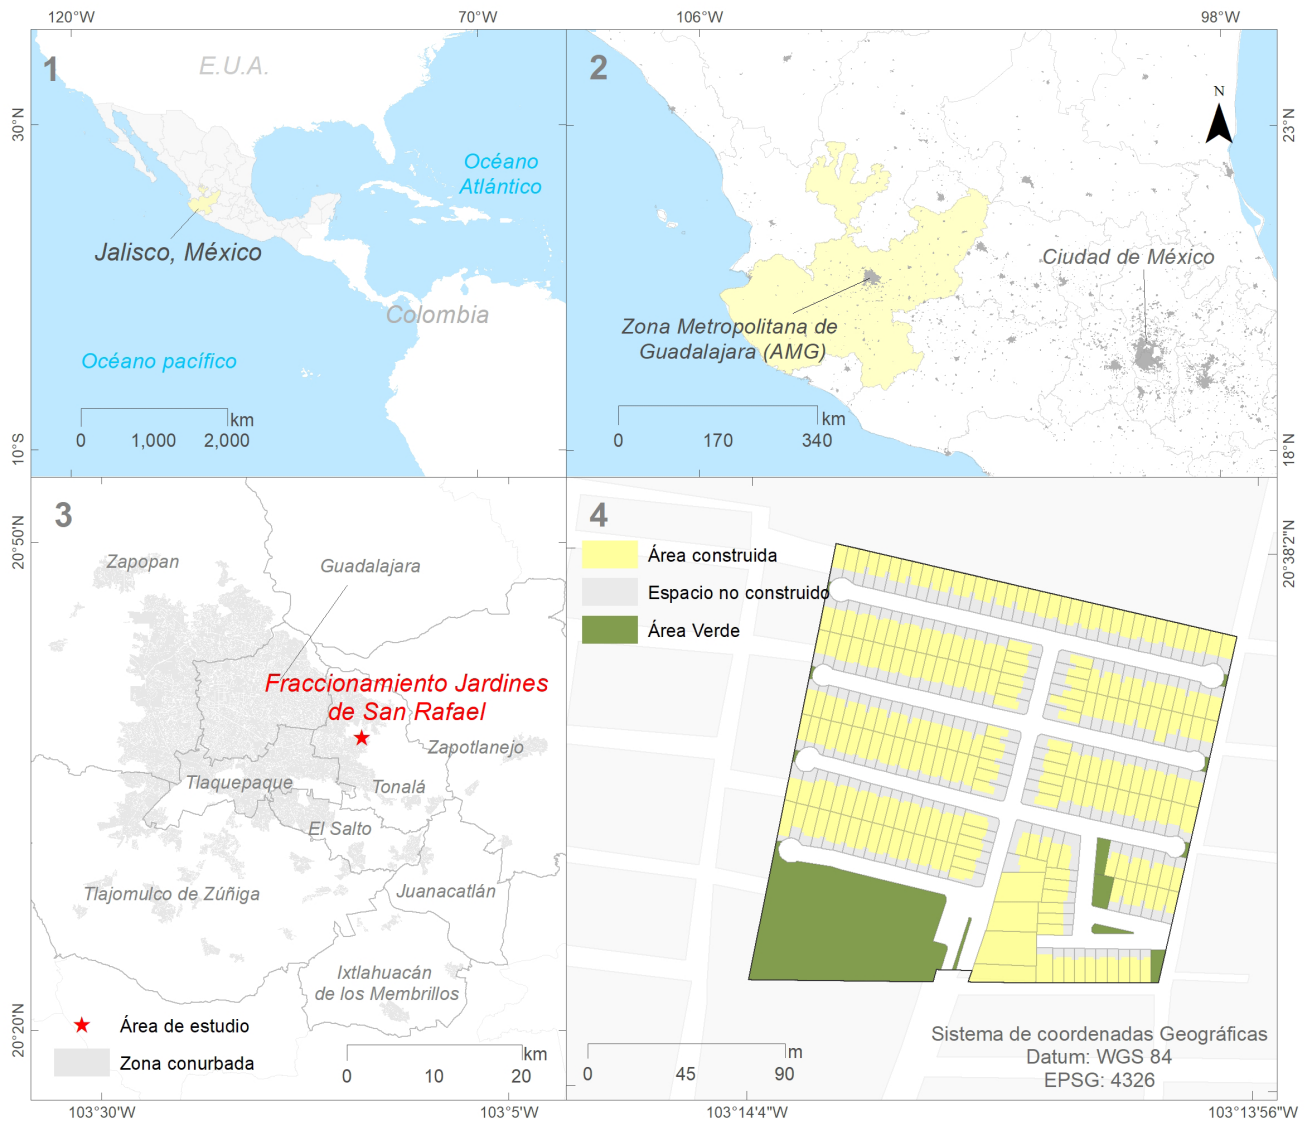 120°W
70°W
106°W
98°W
30°N
10°S
1
E.U.A.
Océano
Atlántico
Jalisco, México
Colombia
Océano pacífico
km
0
1,000
2,000
2
N
23°N
18°N
Ciudad de México
Zona Metropolitana de
Guadalajara (AMG)
km
0
170
340
3
20°50'N
20°20'N
Zapopan
Guadalajara
Fraccionamiento Jardines
de San Rafael
Zapotlanejo
Tlaquepaque
Tonalá
El Salto
Tlajomulco de Zúñiga
Juanacatlán
Ixtlahuacán
de los Membrillos
Área de estudio
Zona conurbada
km
0
10
20
103°30'W
103°5'W
4
Área construida
Espacio no construido
Área Verde
20°38'2"N
m
0
45
90
Sistema de coordenadas Geográficas
Datum: WGS 84
EPSG: 4326
103°14'4"W
103°13'56"W